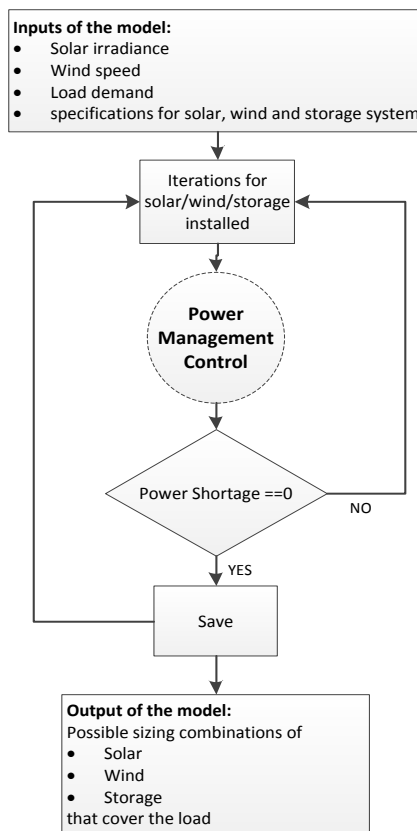 Inputs of the model:
• Solar irradiance
• Wind speed
• Load demand
• specifications for solar, wind and storage system
Iterations for
solar/wind/storage
installed
Power
Management
Control
Power Shortage ==0
NO
YES
Save
Output of the model:
Possible sizing combinations of
• Solar
• Wind
• Storage
that cover the load